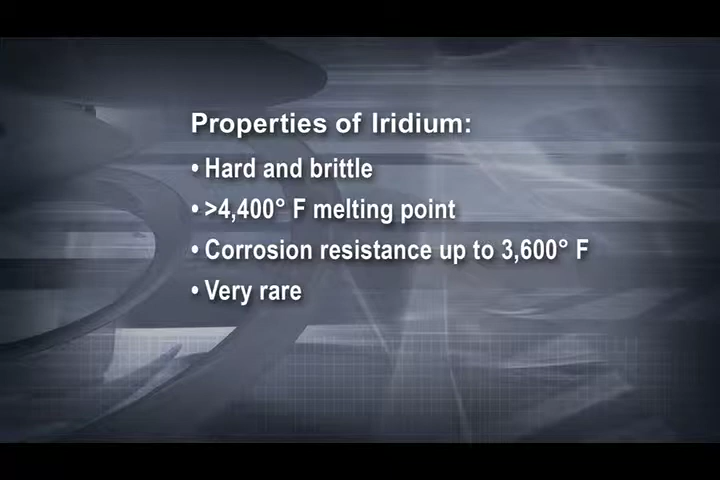 Properties of Iridium:
• Hard and brittle
• >4,400° F melting point
• Corrosion resistance up to 3,600° F
• Very rare